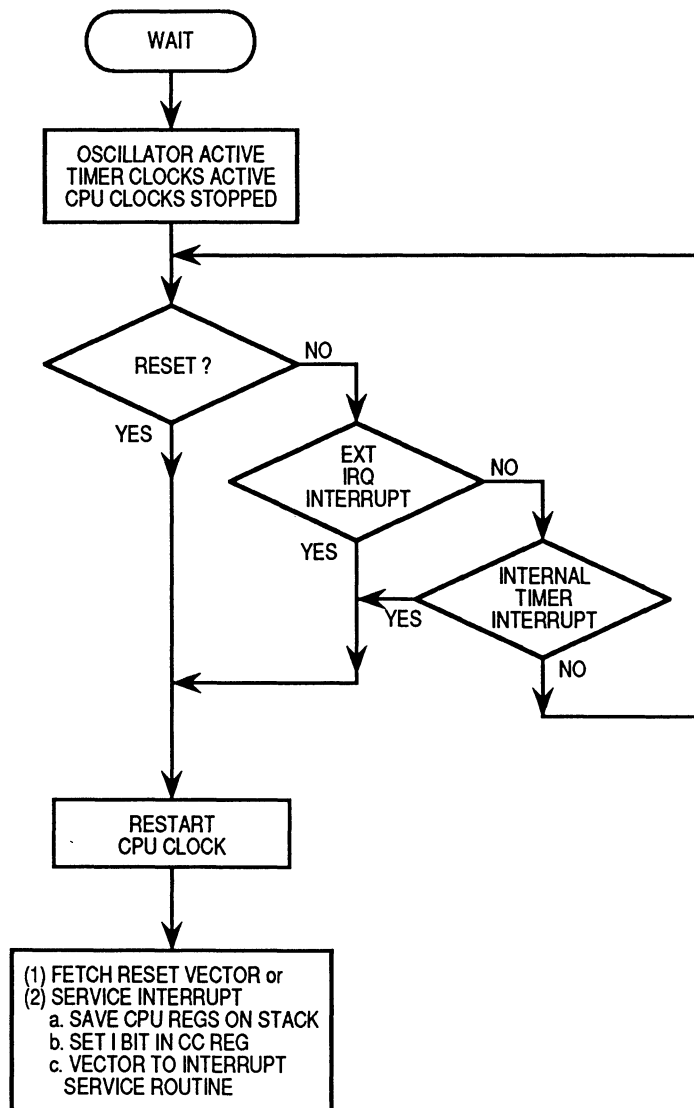 WAIT
OSCILLATOR ACTIVE
TIMER CLOCKS ACTIVE
CPU CLOCKS STOPPED
RESET ?
NO
YES
EXT
IRQ
INTERRUPT
NO
YES
INTERNAL
TIMER
INTERRUPT
YES
NO
RESTART
CPU CLOCK
(1) FETCH RESET VECTOR or
(2) SERVICE INTERRUPT
a. SAVE CPU REGS ON STACK
b. SET I BIT IN CC REG
c. VECTOR TO INTERRUPT
SERVICE ROUTINE